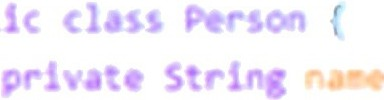 ic class Person {
private String name